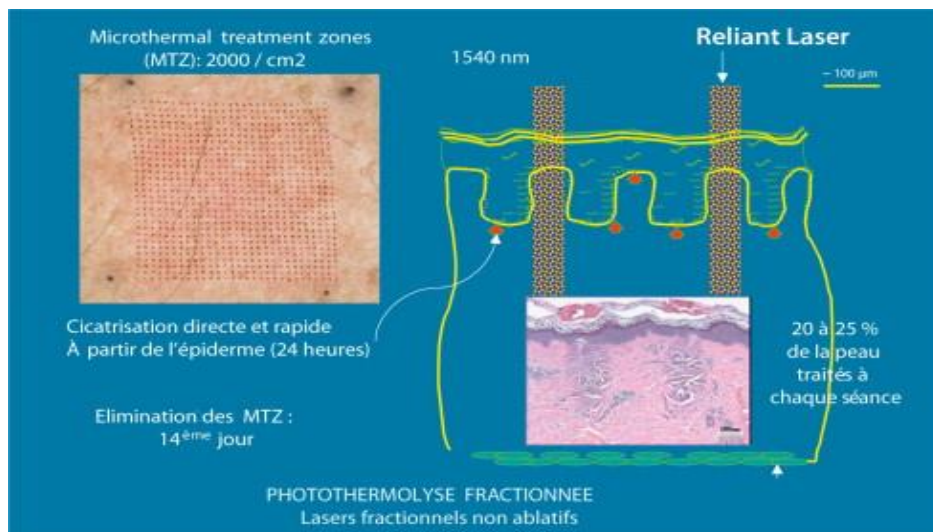 Microthermal treatment zones
(MTZ): 2000 / cm2
1540 nm
Reliant Laser
~ 100 µm
Cicatrisation directe et rapide
À partir de l'épiderme (24 heures)
20 à 25 %
de la peau
traités à
chaque séance
Elimination des MTZ :
14ème jour
PHOTOTHERMOLYSE FRACTIONNEE
Lasers fractionnels non ablatifs